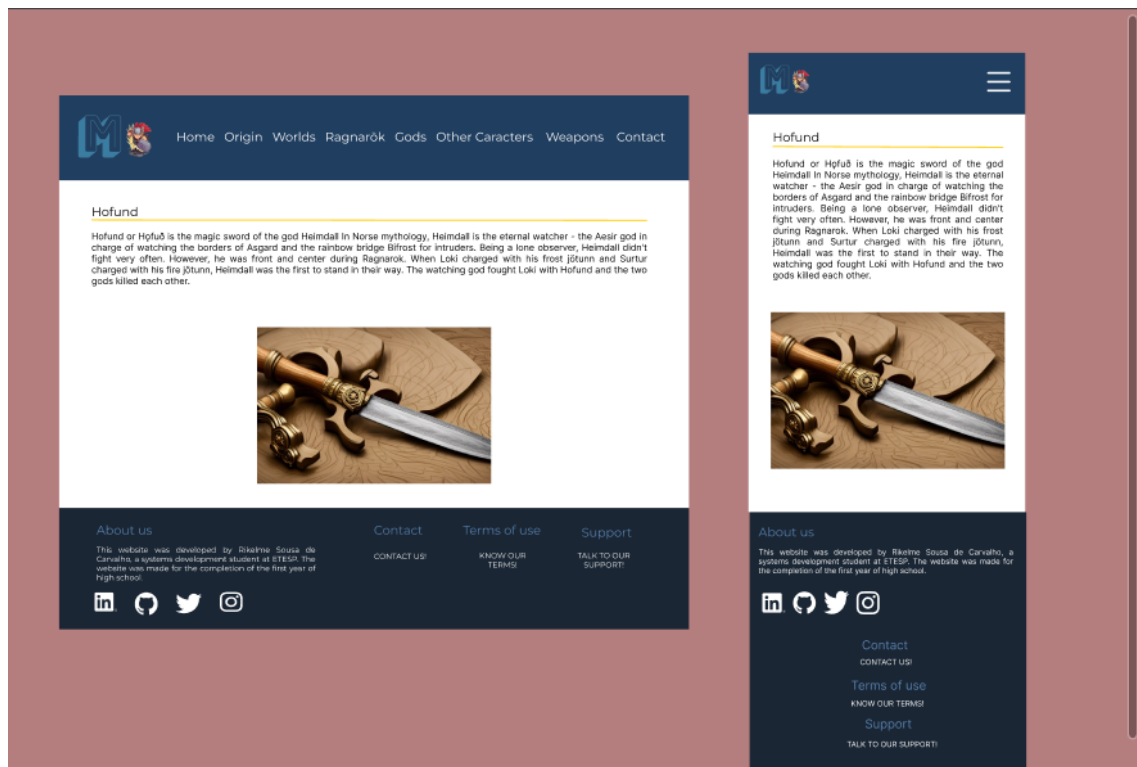 M
Home Origin Worlds Ragnarök Gods Other Caracters Weapons Contact
Hofund
Hofund or Hǫfuð is the magic sword of the god Heimdall In Norse mythology, Heimdall is the eternal watcher - the Aesir god in
charge of watching the borders of Asgard and the rainbow bridge Bifrost for intruders. Being a lone observer, Heimdall didn't
fight very often. However, he was front and center during Ragnarok. When Loki charged with his frost jötunn and Surtur
charged with his fire jötunn, Heimdall was the first to stand in their way. The watching god fought Loki with Hofund and the two
gods killed each other.
About us
This website was developed by Rikelme Sousa de
Carvalho, a systems development student at ETESP. The
website was made for the completion of the first year of
high school.
in
Contact
CONTACT US!
Terms of use
KNOW OUR
TERMS!
Support
TALK TO OUR
SUPPORT!
M
Hofund
Hofund or Hǫfuð is the magic sword of the god
Heimdall In Norse mythology, Heimdall is the eternal
watcher - the Aesir god in charge of watching the
borders of Asgard and the rainbow bridge Bifrost for
intruders. Being a lone observer, Heimdall didn't
fight very often. However, he was front and center
during Ragnarok. When Loki charged with his frost
jötunn and Surtur charged with his fire jötunn,
Heimdall was the first to stand in their way. The
watching god fought Loki with Hofund and the two
gods killed each other.
About us
This website was developed by Rikelme Sousa de Carvalho, a
systems development student at ETESP. The website was made for
the completion of the first year of high school.
in
Contact
CONTACT US!
Terms of use
KNOW OUR TERMS!
Support
TALK TO OUR SUPPORT!